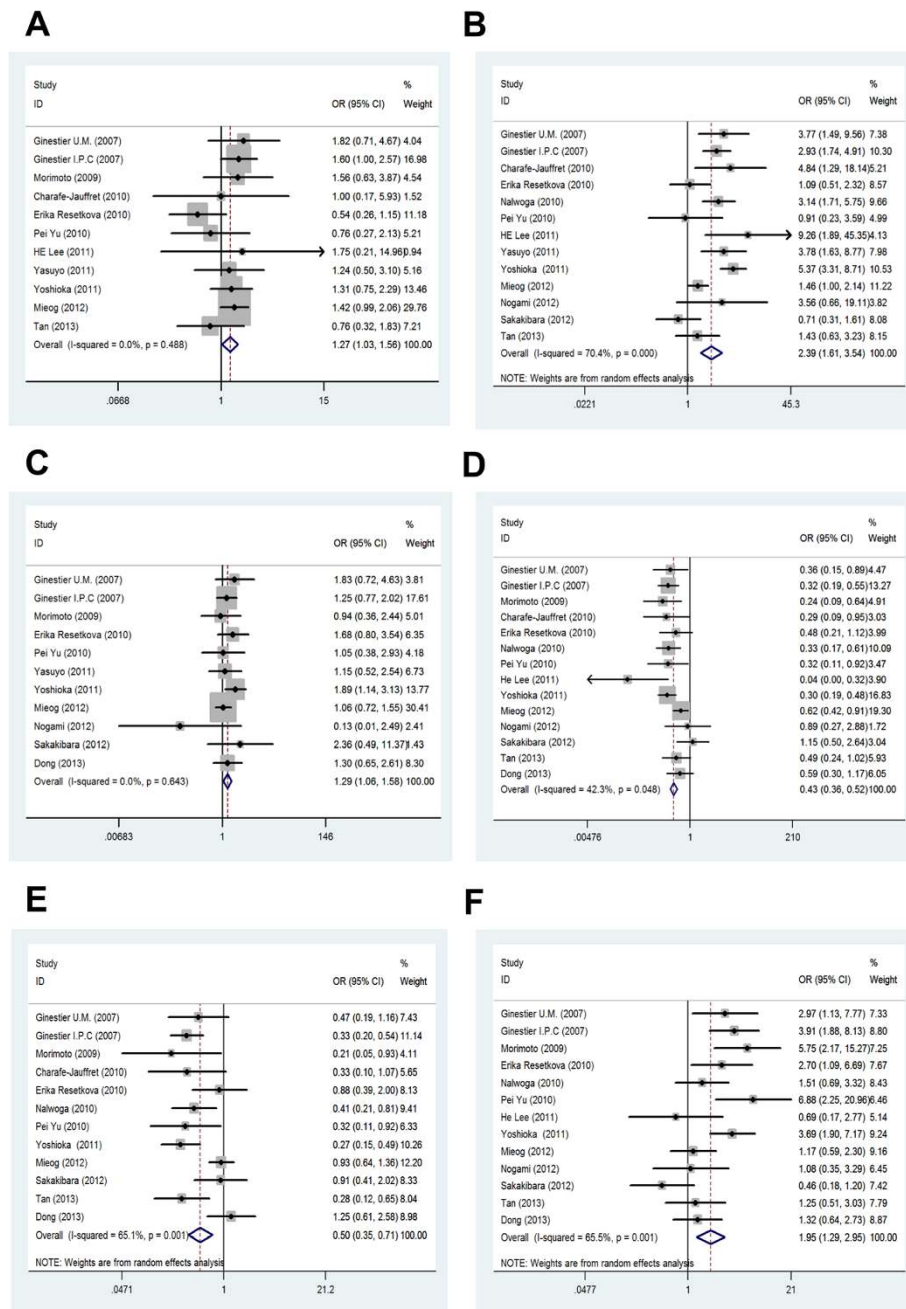 A
Study %
ID OR (95% CI) Weight
Ginestier U.M. (2007) 1.82 (0.71, 4.67) 4.04
Ginestier I.P.C (2007) 1.60 (1.00, 2.57) 16.98
Morimoto (2009) 1.56 (0.63, 3.87) 4.54
Charafe-Jauffret (2010) 1.00 (0.17, 5.93) 1.52
Erika Resetkova (2010) 0.54 (0.26, 1.15) 11.18
Pei Yu (2010) 0.76 (0.27, 2.13) 5.21
HE Lee (2011) 1.75 (0.21, 14.96) 0.94
Yasuyo (2011) 1.24 (0.50, 3.10) 5.16
Yoshioka (2011) 1.31 (0.75, 2.29) 13.46
Mieog (2012) 1.42 (0.99, 2.06) 29.76
Tan (2013) 0.76 (0.32, 1.83) 7.21
Overall (I-squared = 0.0%, p = 0.488) 1.27 (1.03, 1.56) 100.00
.0668 1 15
B
Study %
ID OR (95% CI) Weight
Ginestier U.M. (2007) 3.77 (1.49, 9.56) 7.38
Ginestier I.P.C (2007) 2.93 (1.74, 4.91) 10.30
Charafe-Jauffret (2010) 4.84 (1.29, 18.14)5.21
Erika Resetkova (2010) 1.09 (0.51, 2.32) 8.57
Nalwoga (2010) 3.14 (1.71, 5.75) 9.66
Pei Yu (2010) 0.91 (0.23, 3.59) 4.99
HE Lee (2011) 9.26 (1.89, 45.35)4.13
Yasuyo (2011) 3.78 (1.63, 8.77) 7.98
Yoshioka (2011) 5.37 (3.31, 8.71) 10.53
Mieog (2012) 1.46 (1.00, 2.14) 11.22
Nogami (2012) 3.56 (0.66, 19.11)3.82
Sakakibara (2012) 0.71 (0.31, 1.61) 8.08
Tan (2013) 1.43 (0.63, 3.23) 8.15
Overall (I-squared = 70.4%, p = 0.000) 2.39 (1.61, 3.54) 100.00
NOTE: Weights are from random effects analysis
.0221 1 45.3
C
Study %
ID OR (95% CI) Weight
Ginestier U.M. (2007) 1.83 (0.72, 4.63) 3.81
Ginestier I.P.C (2007) 1.25 (0.77, 2.02) 17.61
Morimoto (2009) 0.94 (0.36, 2.44) 5.01
Erika Resetkova (2010) 1.68 (0.80, 3.54) 6.35
Pei Yu (2010) 1.05 (0.38, 2.93) 4.18
Yasuyo (2011) 1.15 (0.52, 2.54) 6.73
Yoshioka (2011) 1.89 (1.14, 3.13) 13.77
Mieog (2012) 1.06 (0.72, 1.55) 30.41
Nogami (2012) 0.13 (0.01, 2.49) 2.41
Sakakibara (2012) 2.36 (0.49, 11.37)1.43
Dong (2013) 1.30 (0.65, 2.61) 8.30
Overall (I-squared = 0.0%, p = 0.643) 1.29 (1.06, 1.58) 100.00
.00683 1 146
D
Study %
ID OR (95% CI) Weight
Ginestier U.M. (2007) 0.36 (0.15, 0.89)4.47
Ginestier I.P.C (2007) 0.32 (0.19, 0.55)13.27
Morimoto (2009) 0.24 (0.09, 0.64)4.91
Charafe-Jauffret (2010) 0.29 (0.09, 0.95)3.03
Erika Resetkova (2010) 0.48 (0.21, 1.12)3.99
Nalwoga (2010) 0.33 (0.17, 0.61)10.09
Pei Yu (2010) 0.32 (0.11, 0.92)3.47
He Lee (2011) 0.04 (0.00, 0.32)3.90
Yoshioka (2011) 0.30 (0.19, 0.48)16.83
Mieog (2012) 0.62 (0.42, 0.91)19.30
Nogami (2012) 0.89 (0.27, 2.88)1.72
Sakakibara (2012) 1.15 (0.50, 2.64)3.04
Tan (2013) 0.49 (0.24, 1.02)5.93
Dong (2013) 0.59 (0.30, 1.17)6.05
Overall (I-squared = 42.3%, p = 0.048) 0.43 (0.36, 0.52)100.00
.00476 1 210
E
Study %
ID OR (95% CI) Weight
Ginestier U.M. (2007) 0.47 (0.19, 1.16) 7.43
Ginestier I.P.C (2007) 0.33 (0.20, 0.54) 11.14
Morimoto (2009) 0.21 (0.05, 0.93) 4.11
Charafe-Jauffret (2010) 0.33 (0.10, 1.07) 5.65
Erika Resetkova (2010) 0.88 (0.39, 2.00) 8.13
Nalwoga (2010) 0.41 (0.21, 0.81) 9.41
Pei Yu (2010) 0.32 (0.11, 0.92) 6.33
Yoshioka (2011) 0.27 (0.15, 0.49) 10.26
Mieog (2012) 0.93 (0.64, 1.36) 12.20
Sakakibara (2012) 0.91 (0.41, 2.02) 8.33
Tan (2013) 0.28 (0.12, 0.65) 8.04
Dong (2013) 1.25 (0.61, 2.58) 8.98
Overall (I-squared = 65.1%, p = 0.001) 0.50 (0.35, 0.71) 100.00
NOTE: Weights are from random effects analysis
.0471 1 21.2
F
Study %
ID OR (95% CI) Weight
Ginestier U.M. (2007) 2.97 (1.13, 7.77) 7.33
Ginestier I.P.C (2007) 3.91 (1.88, 8.13) 8.80
Morimoto (2009) 5.75 (2.17, 15.27)7.25
Erika Resetkova (2010) 2.70 (1.09, 6.69) 7.67
Nalwoga (2010) 1.51 (0.69, 3.32) 8.43
Pei Yu (2010) 6.88 (2.25, 20.96)6.46
He Lee (2011) 0.69 (0.17, 2.77) 5.14
Yoshioka (2011) 3.69 (1.90, 7.17) 9.24
Mieog (2012) 1.17 (0.59, 2.30) 9.16
Nogami (2012) 1.08 (0.35, 3.29) 6.45
Sakakibara (2012) 0.46 (0.18, 1.20) 7.42
Tan (2013) 1.25 (0.51, 3.03) 7.79
Dong (2013) 1.32 (0.64, 2.73) 8.87
Overall (I-squared = 65.5%, p = 0.001) 1.95 (1.29, 2.95) 100.00
NOTE: Weights are from random effects analysis
.0477 1 21